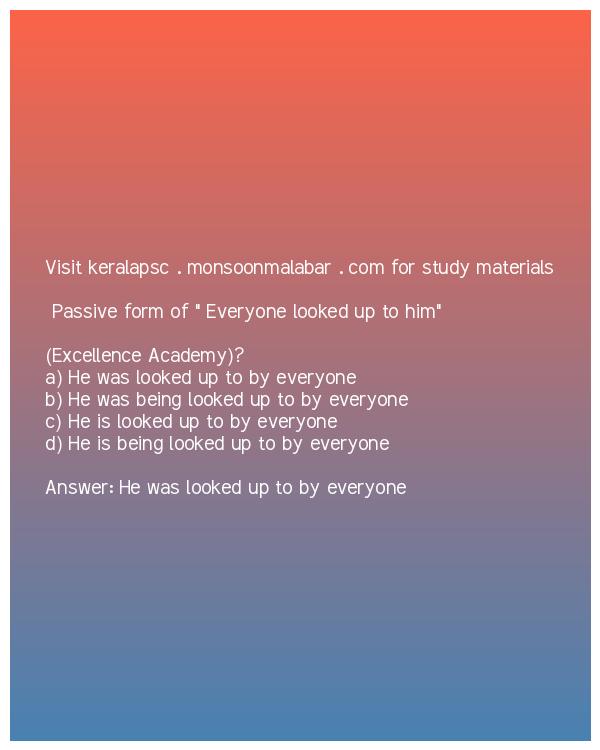 Visit keralapsc . monsoonmalabar . com for study materials
Passive form of " Everyone looked up to him"
(Excellence Academy)?
a) He was looked up to by everyone
b) He was being looked up to by everyone
c) He is looked up to by everyone
d) He is being looked up to by everyone
Answer: He was looked up to by everyone